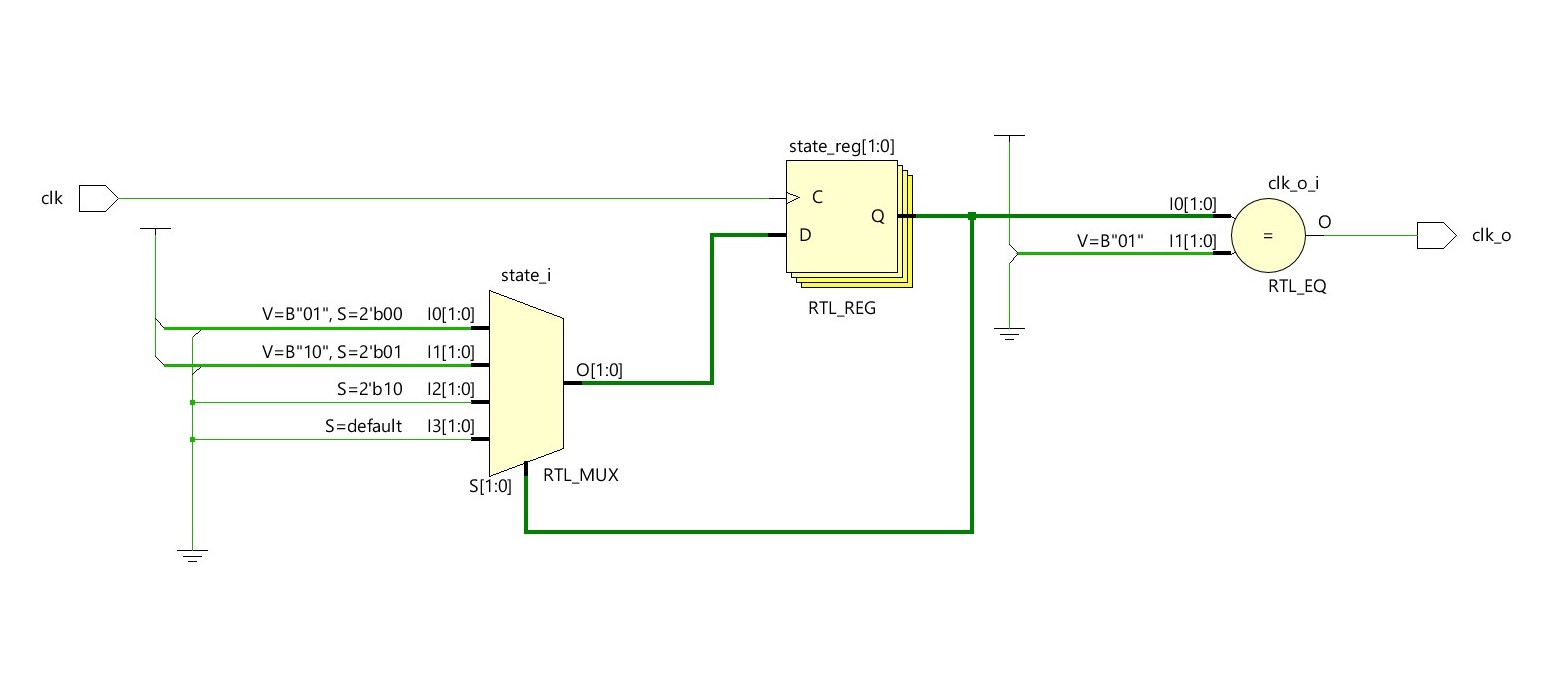 state_reg[1:0]
clk
C
Q
D
RTL_REG
clk_o_i
I0[1:0]
V=B"01" I1[1:0]
=
O
clk_o
RTL_EQ
state_i
V=B"01", S=2'b00 I0[1:0]
V=B"10", S=2'b01 I1[1:0]
S=2'b10 I2[1:0]
S=default I3[1:0]
O[1:0]
S[1:0]
RTL_MUX